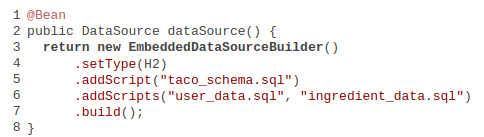 1 @Bean
2 public DataSource dataSource() {
3   return new EmbeddedDataSourceBuilder()
4       .setType(H2)
5       .addScript("taco_schema.sql")
6       .addScripts("user_data.sql", "ingredient_data.sql")
7       .build();
8 }